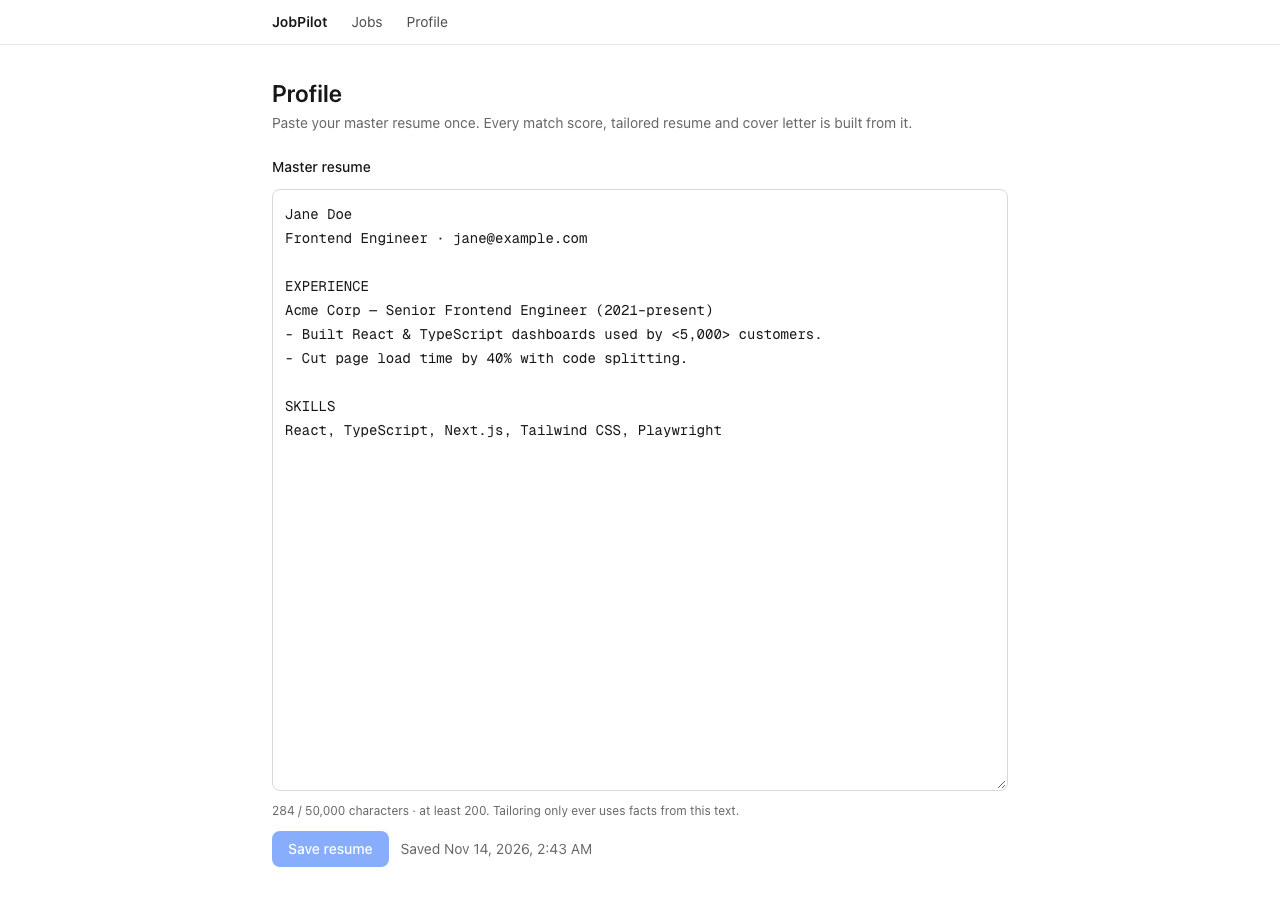 JobPilot Jobs Profile
Profile
Paste your master resume once. Every match score, tailored resume and cover letter is built from it.
Master resume
Jane Doe
Frontend Engineer · jane@example.com
EXPERIENCE
Acme Corp — Senior Frontend Engineer (2021–present)
- Built React & TypeScript dashboards used by <5,000> customers.
- Cut page load time by 40% with code splitting.
SKILLS
React, TypeScript, Next.js, Tailwind CSS, Playwright
284 / 50,000 characters · at least 200. Tailoring only ever uses facts from this text.
Save resume Saved Nov 14, 2026, 2:43 AM